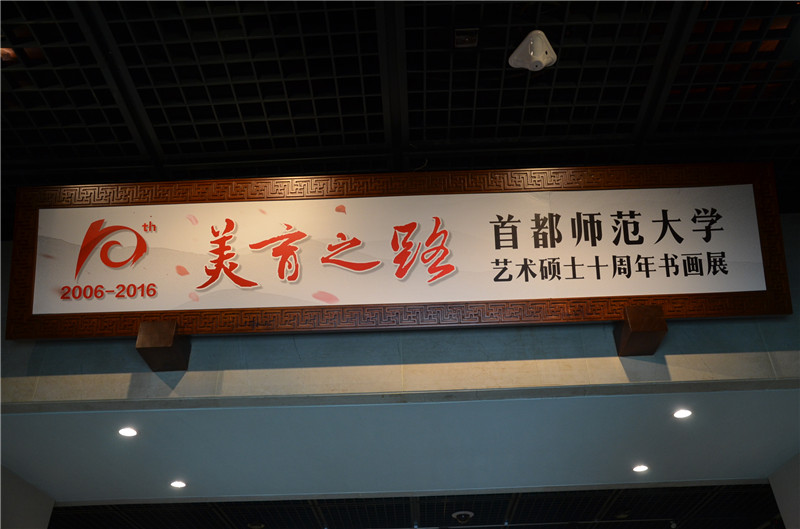 10th
2006-2016
美育之路
首都师范大学
艺术硕士十周年书画展